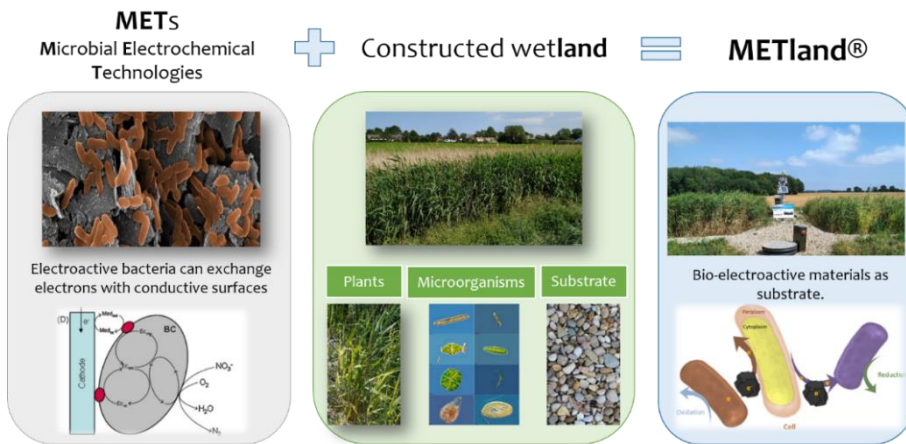 METs
Microbial Electrochemical
Technologies
Constructed wetland
METland®
Electroactive bacteria can exchange
electrons with conductive surfaces
(D)
e⁻
BC
Cathode
NO₃⁻
O₂
H₂O
N₂
Plants
Microorganisms
Substrate
Bio-electroactive materials as
substrate.
Periplasm
Cytoplasm
Reduction
Oxidation
Cell